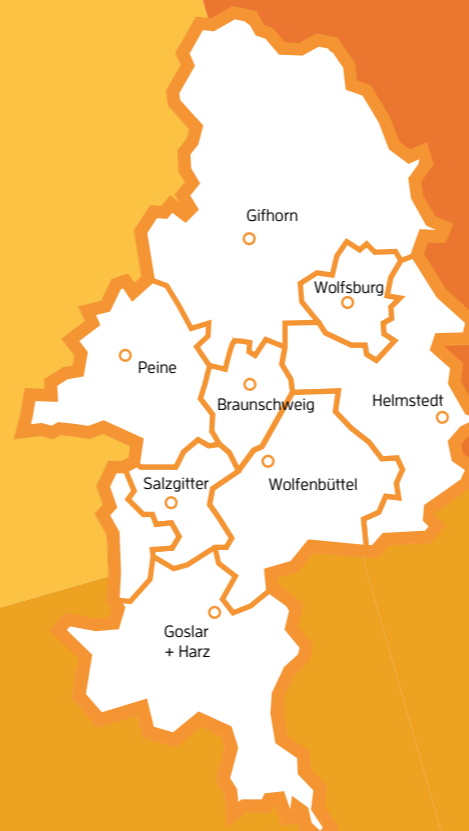 Gifhorn
Wolfsburg
Peine
Braunschweig
Helmstedt
Salzgitter
Wolfenbüttel
Goslar
+ Harz